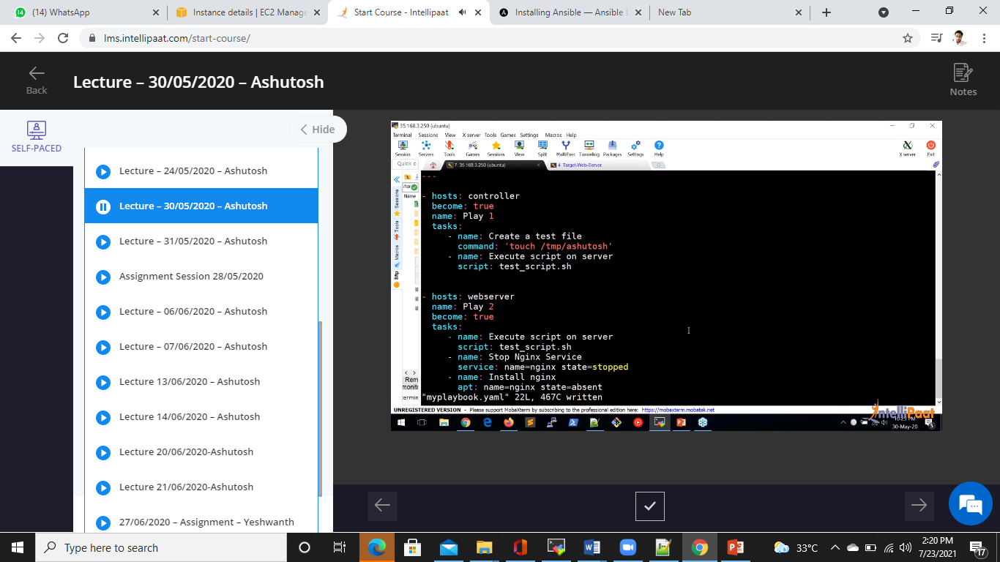 (14) WhatsApp
Instance details | EC2 Manage
Start Course - Intellipaat
Installing Ansible — Ansible D
New Tab
lms.intellipaat.com/start-course/
Back
Lecture – 30/05/2020 – Ashutosh
Notes
SELF-PACED
Hide
Lecture – 24/05/2020 – Ashutosh
Lecture – 30/05/2020 – Ashutosh
Lecture – 31/05/2020 – Ashutosh
Assignment Session 28/05/2020
Lecture – 06/06/2020 – Ashutosh
Lecture – 07/06/2020 – Ashutosh
Lecture 13/06/2020 – Ashutosh
Lecture 14/06/2020 – Ashutosh
Lecture 20/06/2020-Ashutosh
Lecture 21/06/2020-Ashutosh
27/06/2020 – Assignment – Yeshwanth
35.168.3.250 (ubuntu)
Terminal Sessions View X server Tools Games Settings Macros Help
Session Servers Tools Games Sessions View Split MultiExec Tunneling Packages Settings Help X server Exit
Quick c
7. 35.168.3.250 (ubuntu)
4. Target-Web-Server
/hor
Name
Sessions
Tools
Macros
Sftp
Rem
monito
termin
---
- hosts: controller
become: true
name: Play 1
tasks:
- name: Create a test file
command: 'touch /tmp/ashutosh'
- name: Execute script on server
script: test_script.sh
- hosts: webserver
name: Play 2
become: true
tasks:
- name: Execute script on server
script: test_script.sh
- name: Stop Nginx Service
service: name=nginx state=stopped
- name: Install nginx
apt: name=nginx state=absent
"myplaybook.yaml" 22L, 467C written
UNREGISTERED VERSION - Please support MobaXterm by subscribing to the professional edition here: https://mobaxterm.mobatek.net
IntelliPaat
30-May-20
Type here to search
33°C
2:20 PM
7/23/2021
17